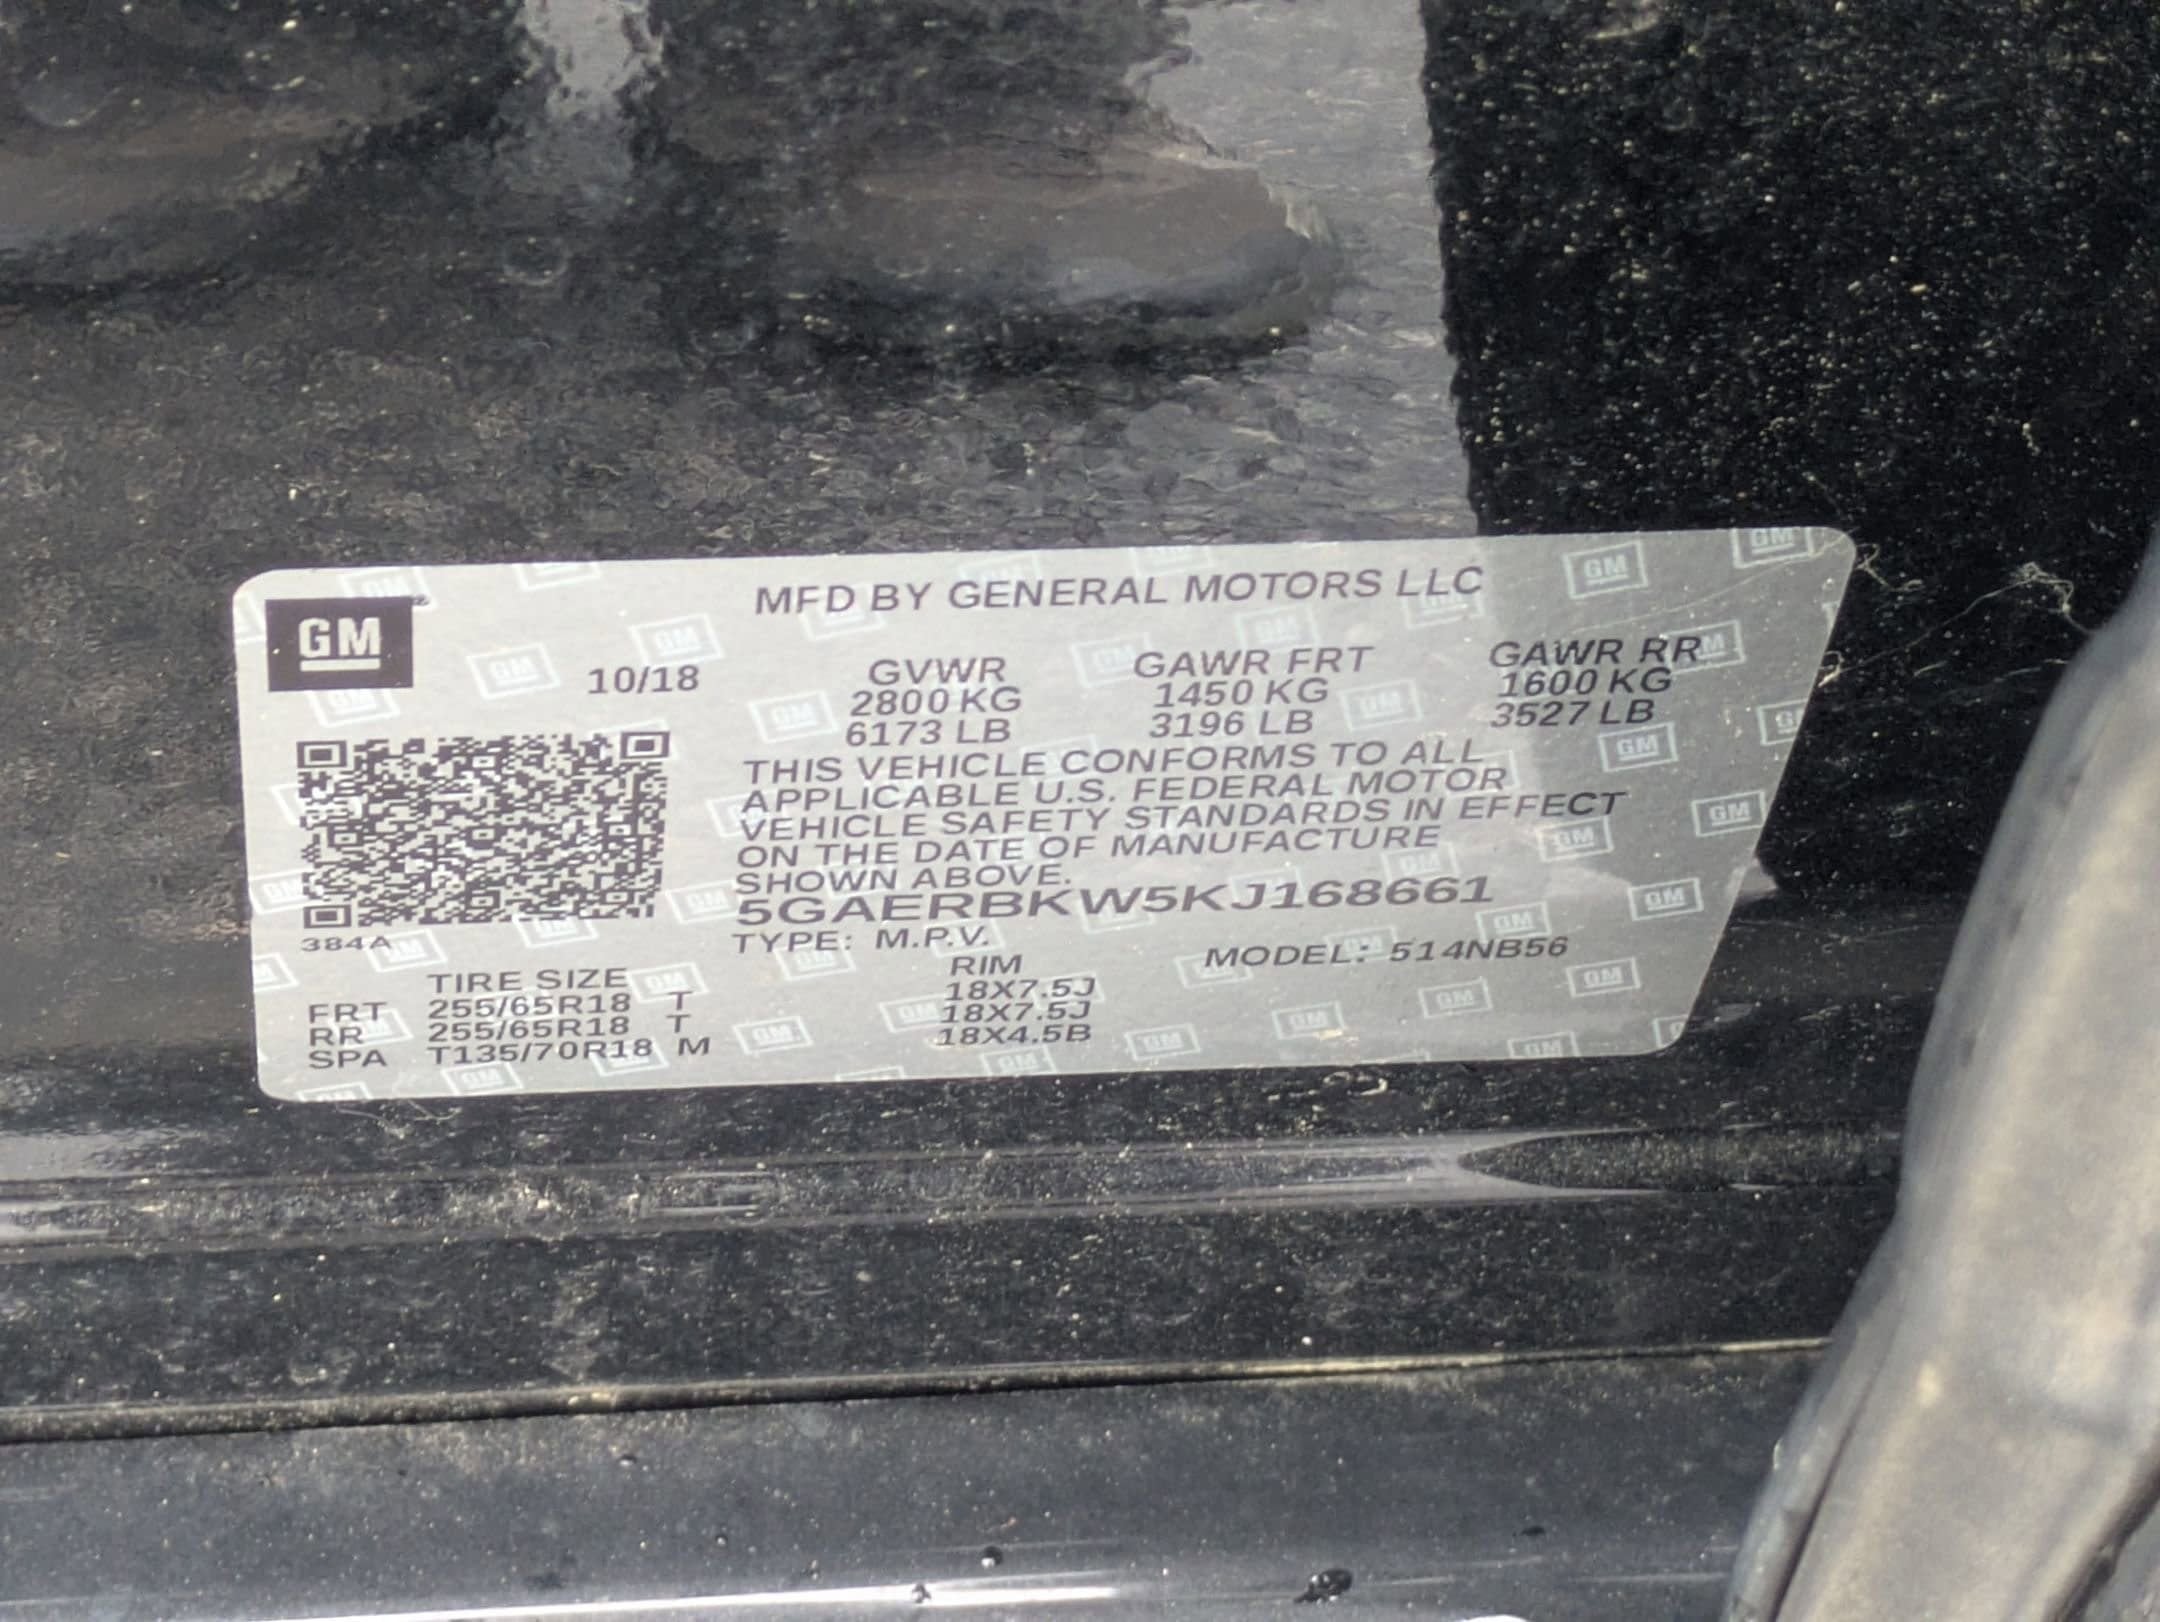 GM
MFD BY GENERAL MOTORS LLC
10/18 GVWR GAWR FRT GAWR RR
2800 KG 1450 KG 1600 KG
6173 LB 3196 LB 3527 LB
THIS VEHICLE CONFORMS TO ALL
APPLICABLE U.S. FEDERAL MOTOR
VEHICLE SAFETY STANDARDS IN EFFECT
ON THE DATE OF MANUFACTURE
SHOWN ABOVE.
5GAERBKW5KJ168661
384A
TYPE: M.P.V. MODEL: 514NB56
TIRE SIZE RIM
FRT 255/65R18 T 18X7.5J
RR 255/65R18 T 18X7.5J
SPA T135/70R18 M 18X4.5B